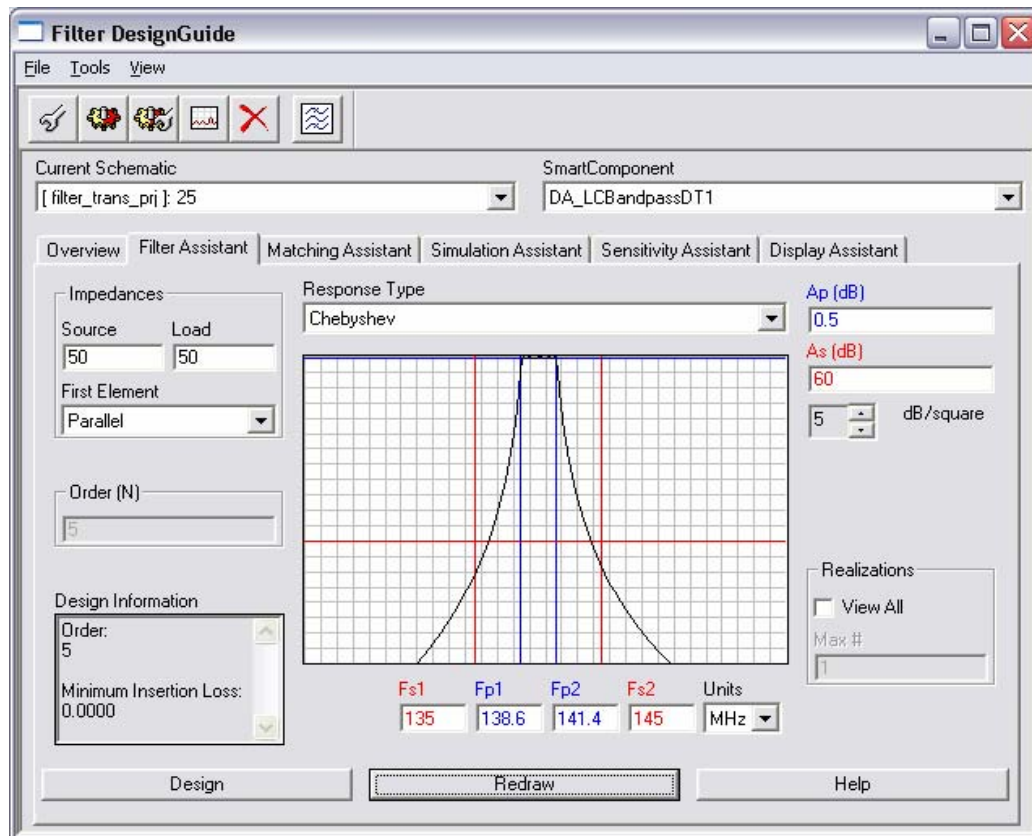 Filter DesignGuide
File Tools View
Current Schematic
SmartComponent
[ filter_trans_prj ]: 25
DA_LCBandpassDT1
Overview Filter Assistant Matching Assistant Simulation Assistant Sensitivity Assistant Display Assistant
Impedances
Source Load
50 50
First Element
Parallel
Order (N)
5
Design Information
Order:
5
Minimum Insertion Loss:
0.0000
Response Type
Chebyshev
Fs1 Fp1 Fp2 Fs2 Units
135 138.6 141.4 145 MHz
Ap (dB)
0.5
As (dB)
60
5 dB/square
Realizations
View All
Max #
1
Design Redraw Help